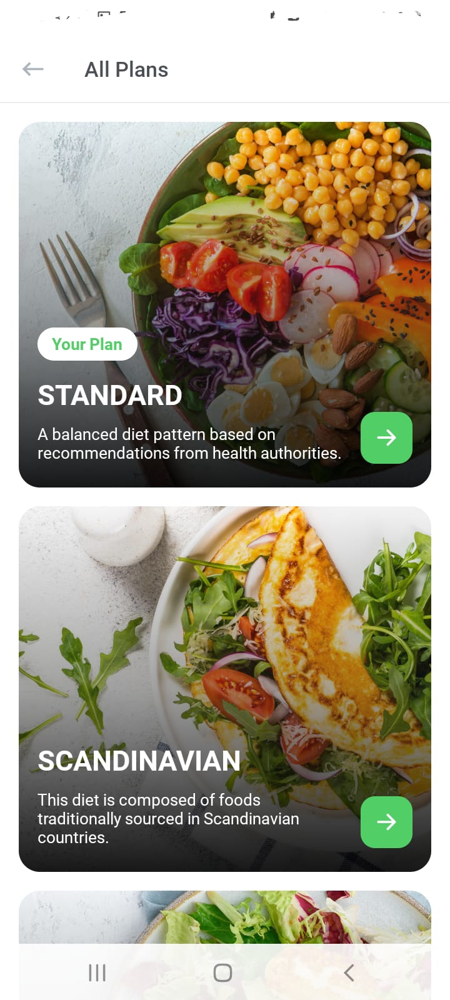 All Plans
Your Plan
STANDARD
A balanced diet pattern based on
recommendations from health authorities.
SCANDINAVIAN
This diet is composed of foods
traditionally sourced in Scandinavian
countries.